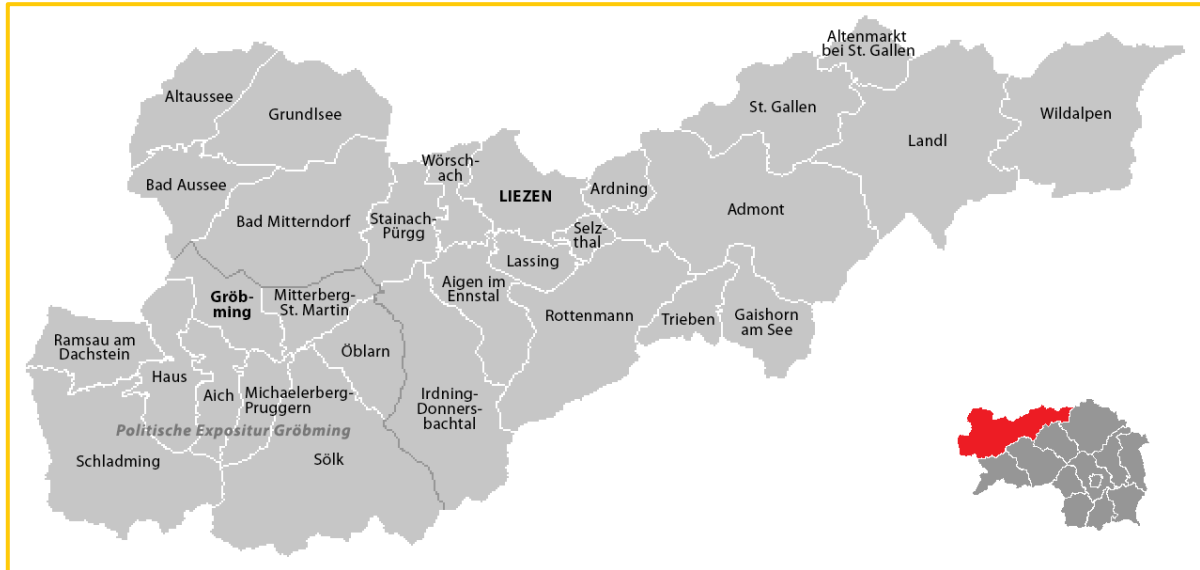 Altenmarkt
bei St. Gallen
Altaussee
Grundlsee
St. Gallen
Wildalpen
Landl
Wörsch-
ach
Bad Aussee
LIEZEN
Ardning
Admont
Bad Mitterndorf
Stainach-
Pürgg
Selz-
thal
Lassing
Aigen im
Ennstal
Gröb-
ming
Mitterberg-
St. Martin
Rottenmann
Trieben
Gaishorn
am See
Ramsau am
Dachstein
Öblarn
Haus
Aich
Michaelerberg-
Pruggern
Irdning-
Donners-
bachtal
Politische Expositur Gröbming
Schladming
Sölk